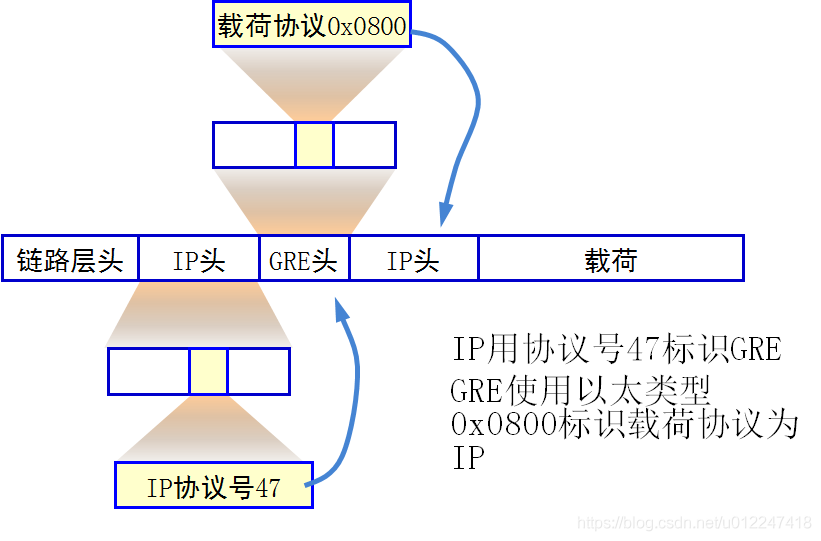 载荷协议0x0800
链路层头 IP头 GRE头 IP头 载荷
IP用协议号47标识GRE
GRE使用以太类型
0x0800标识载荷协议为
IP
IP协议号47
https://blog.csdn.net/u012247418